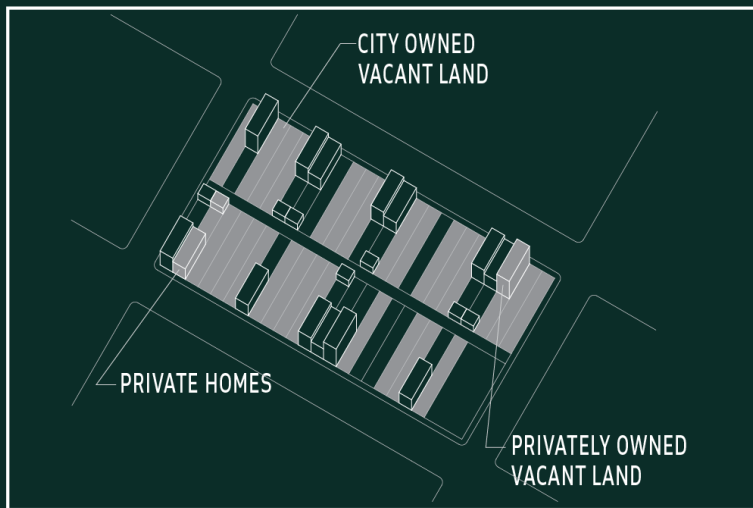 CITY OWNED
VACANT LAND
PRIVATE HOMES
PRIVATELY OWNED
VACANT LAND